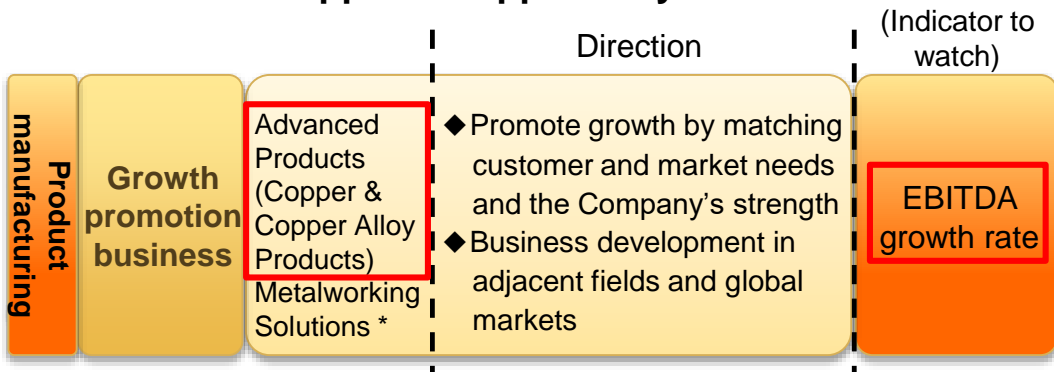 Direction
(Indicator to
watch)
Product
manufacturing
Growth
promotion
business
Advanced
Products
(Copper &
Copper Alloy
Products)
Metalworking
Solutions *
◆Promote growth by matching
customer and market needs
and the Company’s strength
◆Business development in
adjacent fields and global
markets
EBITDA
growth rate